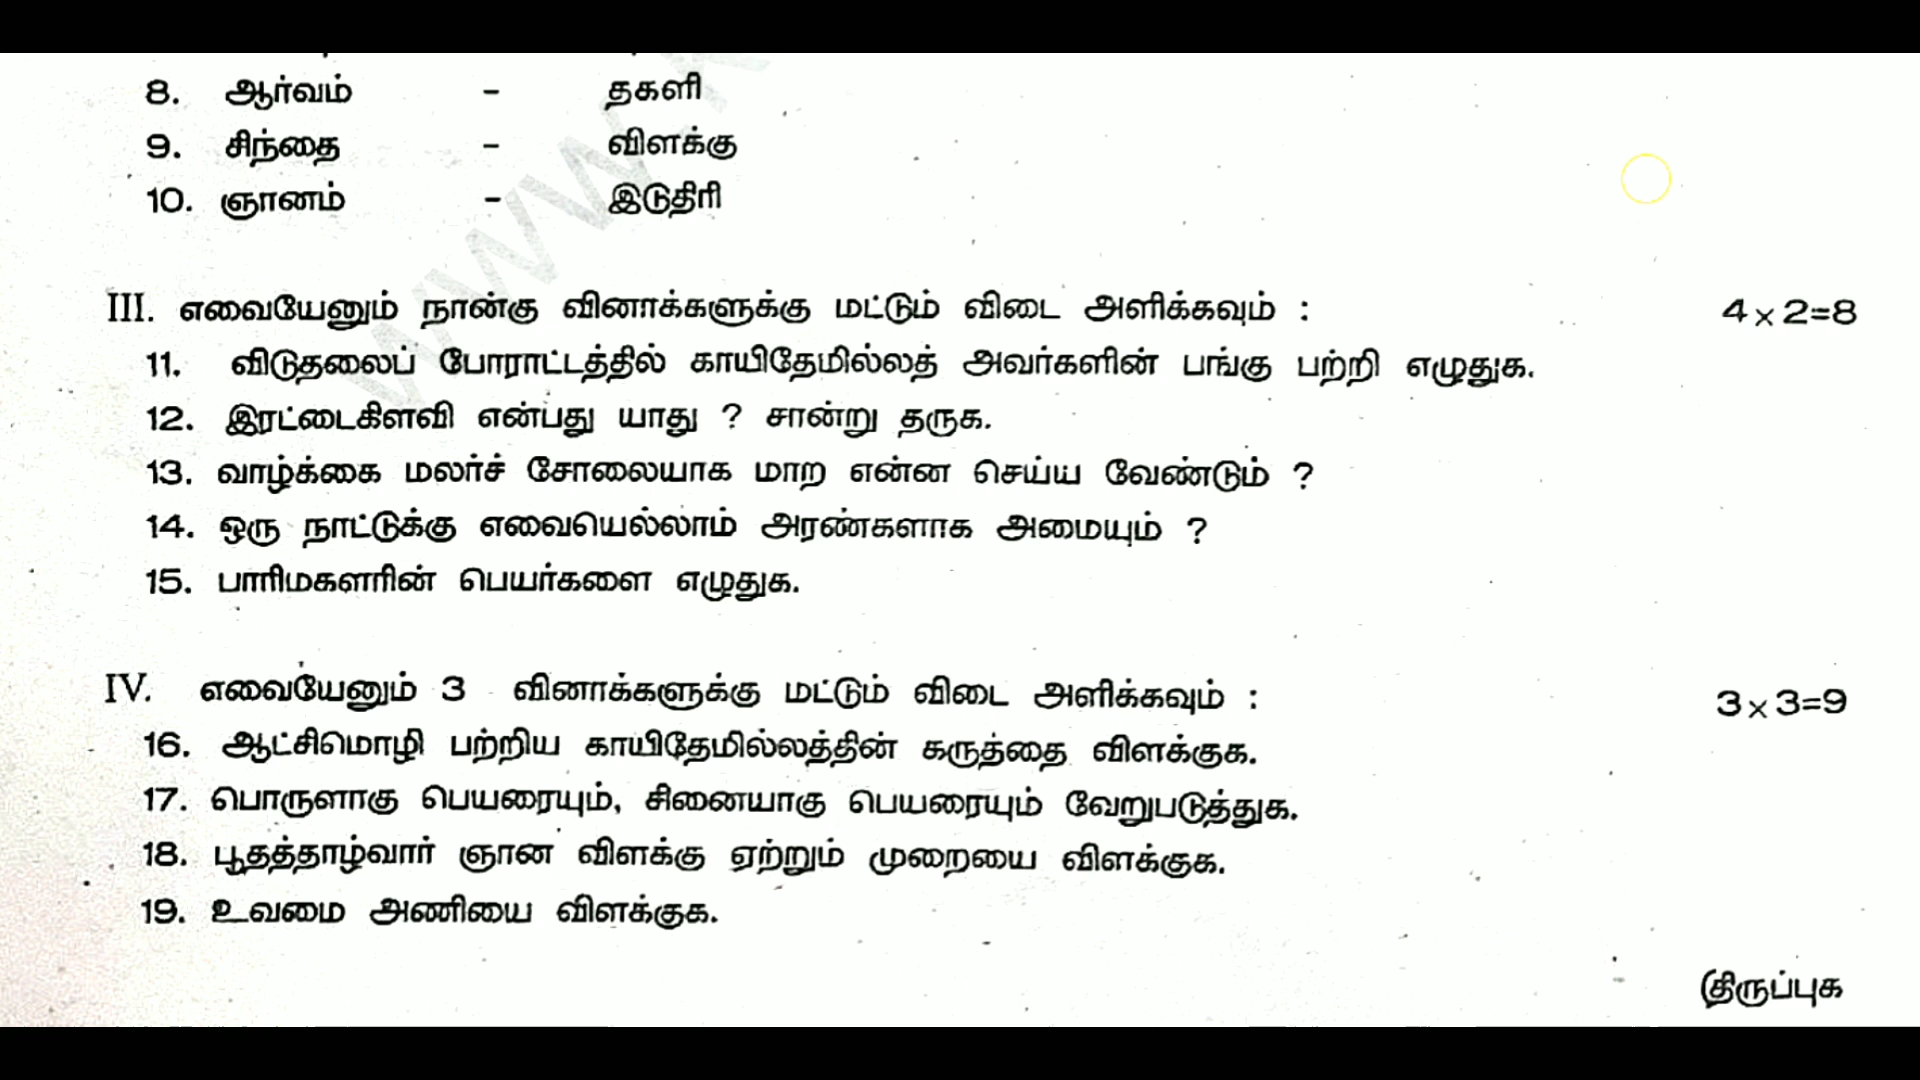 8. ஆர்வம் - தகளி
9. சிந்தை - விளக்கு
10. ஞானம் - இடுதிரி
III. எவையேனும் நான்கு வினாக்களுக்கு மட்டும் விடை அளிக்கவும் : 4×2=8
11. விடுதலைப் போராட்டத்தில் காயிதேமில்லத் அவர்களின் பங்கு பற்றி எழுதுக.
12. இரட்டைகிளவி என்பது யாது ? சான்று தருக.
13. வாழ்க்கை மலர்ச் சோலையாக மாற என்ன செய்ய வேண்டும் ?
14. ஒரு நாட்டுக்கு எவையெல்லாம் அரண்களாக அமையும் ?
15. பாரிமகளரின் பெயர்களை எழுதுக.
IV. எவையேனும் 3 வினாக்களுக்கு மட்டும் விடை அளிக்கவும் : 3×3=9
16. ஆட்சிமொழி பற்றிய காயிதேமில்லத்தின் கருத்தை விளக்குக.
17. பொருளாகு பெயரையும், சினையாகு பெயரையும் வேறுபடுத்துக.
18. பூதத்தாழ்வார் ஞான விளக்கு ஏற்றும் முறையை விளக்குக.
19. உவமை அணியை விளக்குக.
(திருப்புக